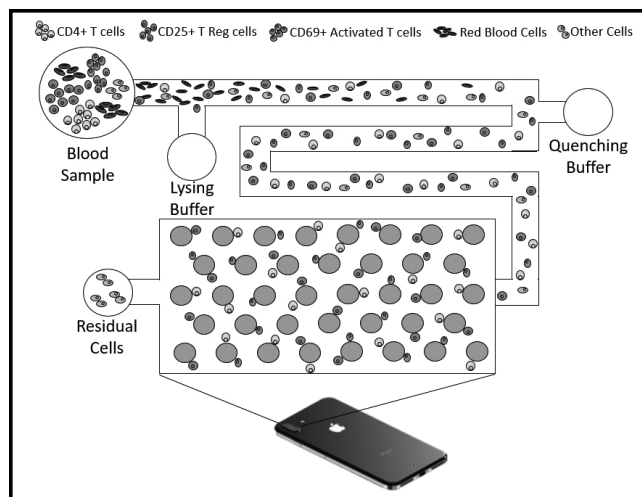 CD4+ T cells CD25+ T Reg cells CD69+ Activated T cells Red Blood Cells Other Cells
Blood
Sample
Lysing
Buffer
Quenching
Buffer
Residual
Cells